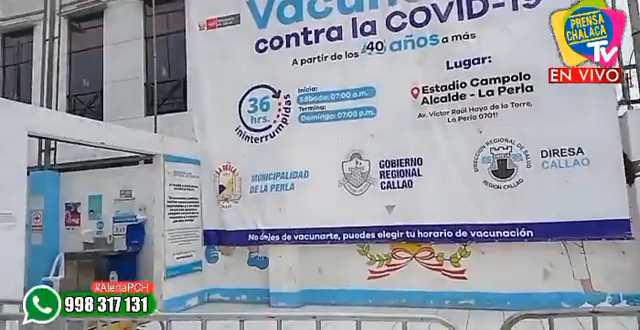 Vacun
contra la COVID-19
A partir de los 40 años a más
36 hrs. ininterrumpidas
Inicia:
Sábado: 07:00 a.m.
Termina:
Domingo: 07:00 p.m.
Lugar:
Estadio Campolo
Alcalde - La Perla
Av. Víctor Raúl Haya de la Torre,
La Perla 07011
MUNICIPALIDAD
DE LA PERLA
GOBIERNO
REGIONAL
CALLAO
DIRECCIÓN REGIONAL DE SALUD
REGIÓN CALLAO
DIRESA
CALLAO
No dejes de vacunarte, puedes elegir tu horario de vacunación
PRENSA
CHALACA
TV
EN VIVO
#AlertaPCH
998 317 131